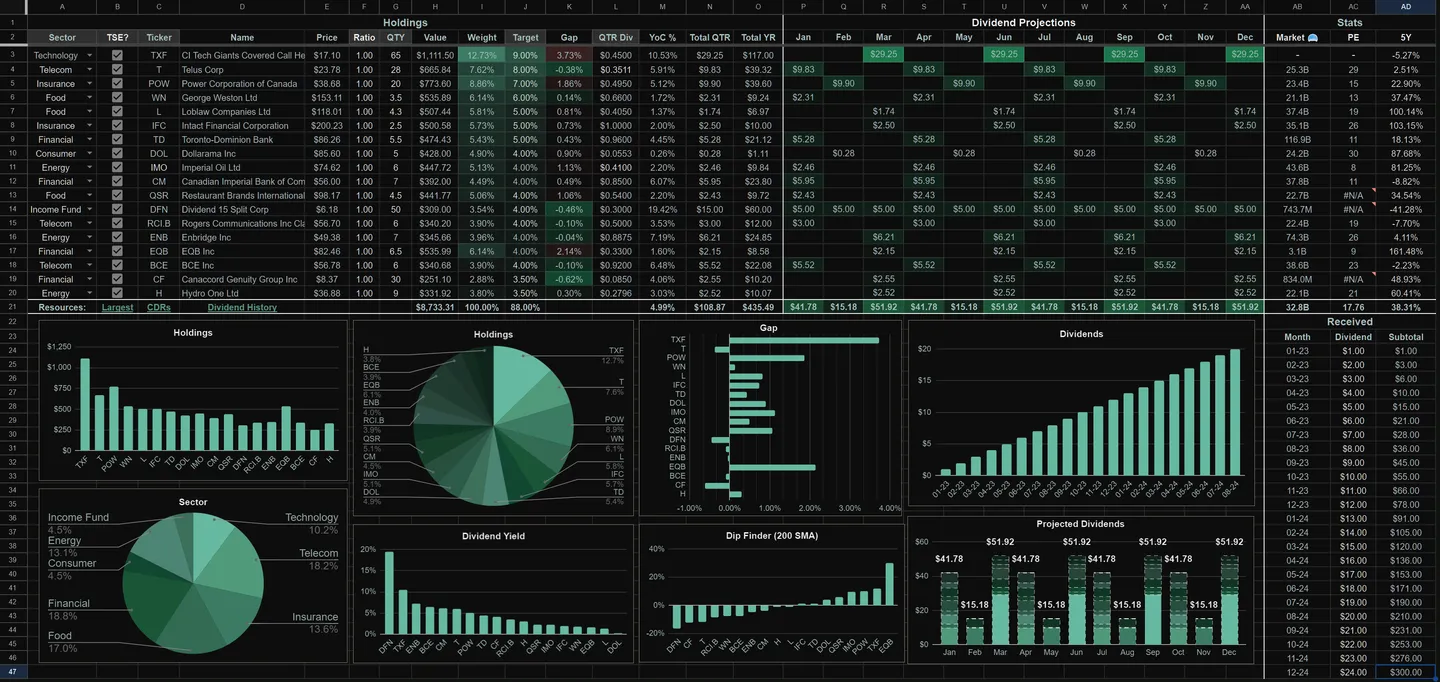 A B C D E F G H I J K L M N O P Q R S T U V W X Y Z AA AB AC AD
1 Holdings Dividend Projections Stats
2 Sector TSE? Ticker Name Price Ratio QTY Value Weight Target Gap QTR Div YoC % Total QTR Total YR Jan Feb Mar Apr May Jun Jul Aug Sep Oct Nov Dec Market PE 5Y
3 Technology TXF CI Tech Giants Covered Call He $17.10 1.00 65 $1,111.50 12.73% 9.00% 3.73% $0.4500 10.53% $29.25 $117.00 $29.25 $29.25 $29.25 $29.25 - - -5.27%
4 Telecom T Telus Corp $23.78 1.00 28 $665.84 7.62% 8.00% -0.38% $0.3511 5.91% $9.83 $39.32 $9.83 $9.83 $9.83 $9.83 25.3B 29 2.51%
5 Insurance POW Power Corporation of Canada $38.68 1.00 20 $773.60 8.86% 7.00% 1.86% $0.4950 5.12% $9.90 $39.60 $9.90 $9.90 $9.90 $9.90 23.4B 15 22.90%
6 Food WN George Weston Ltd $153.11 1.00 3.5 $535.89 6.14% 6.00% 0.14% $0.6600 1.72% $2.31 $9.24 $2.31 $2.31 $2.31 $2.31 21.1B 13 37.47%
7 Food L Loblaw Companies Ltd $118.01 1.00 4.3 $507.44 5.81% 5.00% 0.81% $0.4050 1.37% $1.74 $6.97 $1.74 $1.74 $1.74 $1.74 37.9B 19 100.14%
8 Insurance IFC Intact Financial Corporation $200.23 1.00 2.5 $500.58 5.73% 5.00% 0.73% $1.0000 2.00% $2.50 $10.00 $2.50 $2.50 $2.50 $2.50 35.1B 26 103.15%
9 Financial TD Toronto-Dominion Bank $86.26 1.00 5.5 $474.43 5.43% 5.00% 0.43% $0.9600 4.45% $5.28 $21.12 $5.28 $5.28 $5.28 $5.28 116.9B 11 18.13%
10 Consumer DOL Dollarama Inc $85.60 1.00 5 $428.00 4.90% 4.00% 0.90% $0.0553 0.26% $0.28 $1.11 $0.28 $0.28 $0.28 $0.28 24.2B 30 87.68%
11 Energy IMO Imperial Oil Ltd $74.62 1.00 6 $447.72 5.13% 4.00% 1.13% $0.4100 2.20% $2.46 $9.84 $2.46 $2.46 $2.46 $2.46 43.6B 8 81.25%
12 Financial CM Canadian Imperial Bank of Com $56.00 1.00 7 $392.00 4.49% 4.00% 0.49% $0.8500 6.07% $5.95 $23.80 $5.95 $5.95 $5.95 $5.95 37.8B 11 -8.82%
13 Food QSR Restaurant Brands International $98.17 1.00 4.5 $441.77 5.06% 4.00% 1.06% $0.5400 2.20% $2.43 $9.72 $2.43 $2.43 $2.43 $2.43 22.7B #N/A 34.54%
14 Income Fund DFN Dividend 15 Split Corp $6.18 1.00 50 $309.00 3.54% 4.00% -0.46% $0.3000 19.42% $15.00 $60.00 $5.00 $5.00 $5.00 $5.00 $5.00 $5.00 $5.00 $5.00 $5.00 $5.00 $5.00 $5.00 743.7M #N/A -41.28%
15 Telecom RCI.B Rogers Communications Inc Cla $56.70 1.00 6 $340.20 3.90% 4.00% -0.10% $0.5000 3.53% $3.00 $12.00 $3.00 $3.00 $3.00 $3.00 22.4B 19 -7.70%
16 Energy ENB Enbridge Inc $49.38 1.00 7 $345.66 3.96% 4.00% -0.04% $0.8875 7.19% $6.21 $24.85 $6.21 $6.21 $6.21 $6.21 74.3B 26 4.11%
17 Financial EQB EQB Inc $82.46 1.00 6.5 $535.99 6.14% 4.00% 2.14% $0.3300 1.60% $2.15 $8.58 $2.15 $2.15 $2.15 $2.15 3.1B 9 161.48%
18 Telecom BCE BCE Inc $56.78 1.00 6 $340.68 3.90% 4.00% -0.10% $0.9200 6.48% $5.52 $22.08 $5.52 $5.52 $5.52 $5.52 38.6B 23 -2.23%
19 Financial CF Canaccord Genuity Group Inc $8.37 1.00 30 $251.10 2.88% 3.50% -0.62% $0.0850 4.06% $2.55 $10.20 $2.55 $2.55 $2.55 $2.55 834.0M #N/A 48.93%
20 Energy H Hydro One Ltd $36.88 1.00 9 $331.92 3.80% 3.50% 0.30% $0.2796 3.03% $2.52 $10.07 $2.52 $2.52 $2.52 $2.52 22.1B 21 60.41%
21 Resources: Largest CDRs Dividend History $8,733.31 100.00% 88.00% 4.99% $108.87 $435.49 $41.78 $15.18 $51.92 $41.78 $15.18 $51.92 $41.78 $15.18 $51.92 $41.78 $15.18 $51.92 32.8B 17.76 38.31%
22
23
24
25
26
27
28
29
30
31
32
33
34
35
36
37
38
39
40
41
42
43
44
45
46
47
Holdings
$1,250
$1,000
$750
$500
$250
$0
TXF T POW WN L IFC TD DOL IMO CM QSR DFN RCI.B ENB EQB BCE CF H
Holdings
H
3.8%
BCE
3.9%
EQB
6.1%
ENB
4.0%
RCI.B
3.9%
QSR
5.1%
CM
4.5%
IMO
5.1%
DOL
4.9%
TXF
12.7%
T
7.6%
POW
8.9%
WN
6.1%
L
5.8%
IFC
5.7%
TD
5.4%
Gap
TXF
T
POW
WN
L
IFC
TD
DOL
IMO
CM
QSR
DFN
RCI.B
ENB
EQB
BCE
CF
H
-1.00% 0.00% 1.00% 2.00% 3.00% 4.00%
Dividends
$20
$15
$10
$5
$0
01-23 02-23 03-23 04-23 05-23 06-23 07-23 08-23 09-23 10-23 11-23 12-23 01-24 02-24 03-24 04-24 05-24 06-24 07-24 08-24
Sector
Income Fund
4.5%
Energy
13.1%
Consumer
4.5%
Financial
18.8%
Food
17.0%
Technology
10.2%
Telecom
18.2%
Insurance
13.6%
Dividend Yield
20%
15%
10%
5%
0%
DFN TXF ENB BCE CM T POW TD CF RCI.B H QSR IMO IFC WN EQB L DOL
Dip Finder (200 SMA)
40%
20%
0%
-20%
DFN CF T RCI.B WN BCE ENB CM H L IFC TD DOL QSR IMO POW TXF EQB
Projected Dividends
$60
$40
$20
$0
$41.78 $15.18 $51.92 $41.78 $15.18 $51.92 $41.78 $15.18 $51.92 $41.78 $15.18 $51.92
Jan Feb Mar Apr May Jun Jul Aug Sep Oct Nov Dec
Received
Month Dividend Subtotal
01-23 $1.00 $1.00
02-23 $2.00 $3.00
03-23 $3.00 $6.00
04-23 $4.00 $10.00
05-23 $5.00 $15.00
06-23 $6.00 $21.00
07-23 $7.00 $28.00
08-23 $8.00 $36.00
09-23 $9.00 $45.00
10-23 $10.00 $55.00
11-23 $11.00 $66.00
12-23 $12.00 $78.00
01-24 $13.00 $91.00
02-24 $14.00 $105.00
03-24 $15.00 $120.00
04-24 $16.00 $136.00
05-24 $17.00 $153.00
06-24 $18.00 $171.00
07-24 $19.00 $190.00
08-24 $20.00 $210.00
09-24 $21.00 $231.00
10-24 $22.00 $253.00
11-24 $23.00 $276.00
12-24 $24.00 $300.00